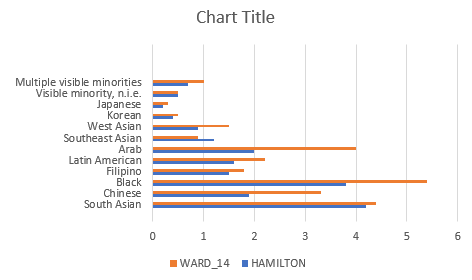 Chart Title
Multiple visible minorities
Visible minority, n.i.e.
Japanese
Korean
West Asian
Southeast Asian
Arab
Latin American
Filipino
Black
Chinese
South Asian
0 1 2 3 4 5 6
WARD_14 HAMILTON